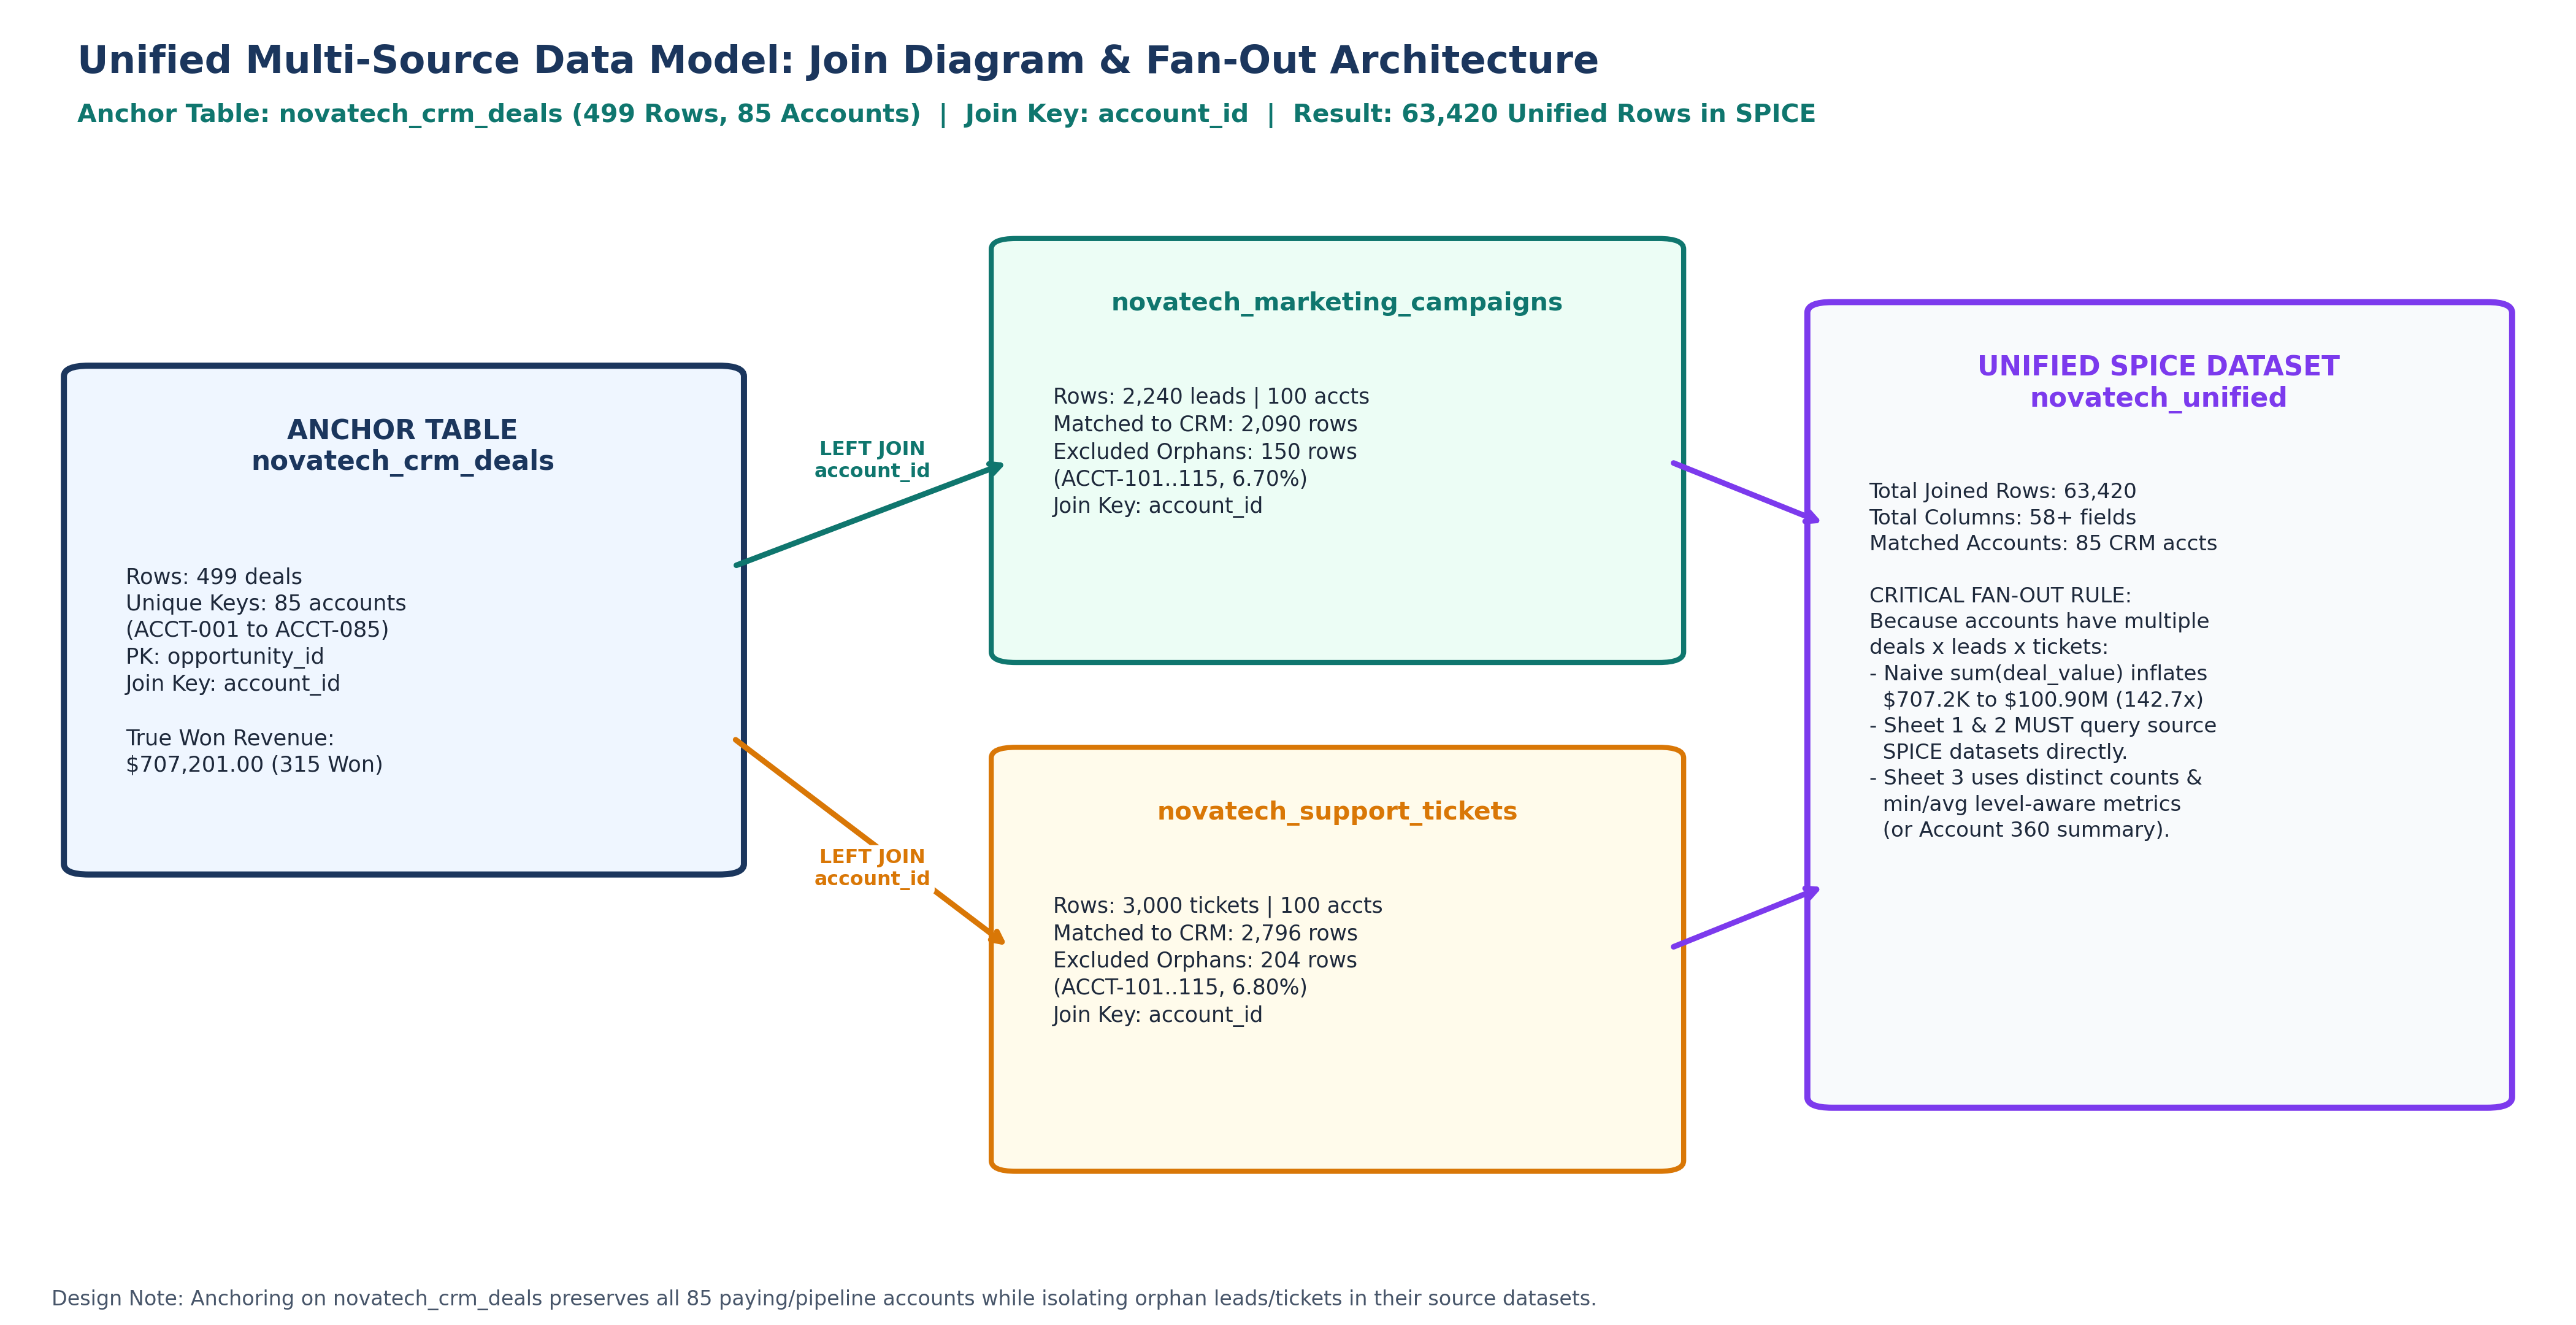 Unified Multi-Source Data Model: Join Diagram & Fan-Out Architecture
Anchor Table: novatech_crm_deals (499 Rows, 85 Accounts)  |  Join Key: account_id  |  Result: 63,420 Unified Rows in SPICE
ANCHOR TABLE
novatech_crm_deals
Rows: 499 deals
Unique Keys: 85 accounts
(ACCT-001 to ACCT-085)
PK: opportunity_id
Join Key: account_id
True Won Revenue:
$707,201.00 (315 Won)
LEFT JOIN
account_id
LEFT JOIN
account_id
novatech_marketing_campaigns
Rows: 2,240 leads | 100 accts
Matched to CRM: 2,090 rows
Excluded Orphans: 150 rows
(ACCT-101..115, 6.70%)
Join Key: account_id
novatech_support_tickets
Rows: 3,000 tickets | 100 accts
Matched to CRM: 2,796 rows
Excluded Orphans: 204 rows
(ACCT-101..115, 6.80%)
Join Key: account_id
UNIFIED SPICE DATASET
novatech_unified
Total Joined Rows: 63,420
Total Columns: 58+ fields
Matched Accounts: 85 CRM accts
CRITICAL FAN-OUT RULE:
Because accounts have multiple
deals x leads x tickets:
- Naive sum(deal_value) inflates
$707.2K to $100.90M (142.7x)
- Sheet 1 & 2 MUST query source
SPICE datasets directly.
- Sheet 3 uses distinct counts &
min/avg level-aware metrics
(or Account 360 summary).
Design Note: Anchoring on novatech_crm_deals preserves all 85 paying/pipeline accounts while isolating orphan leads/tickets in their source datasets.